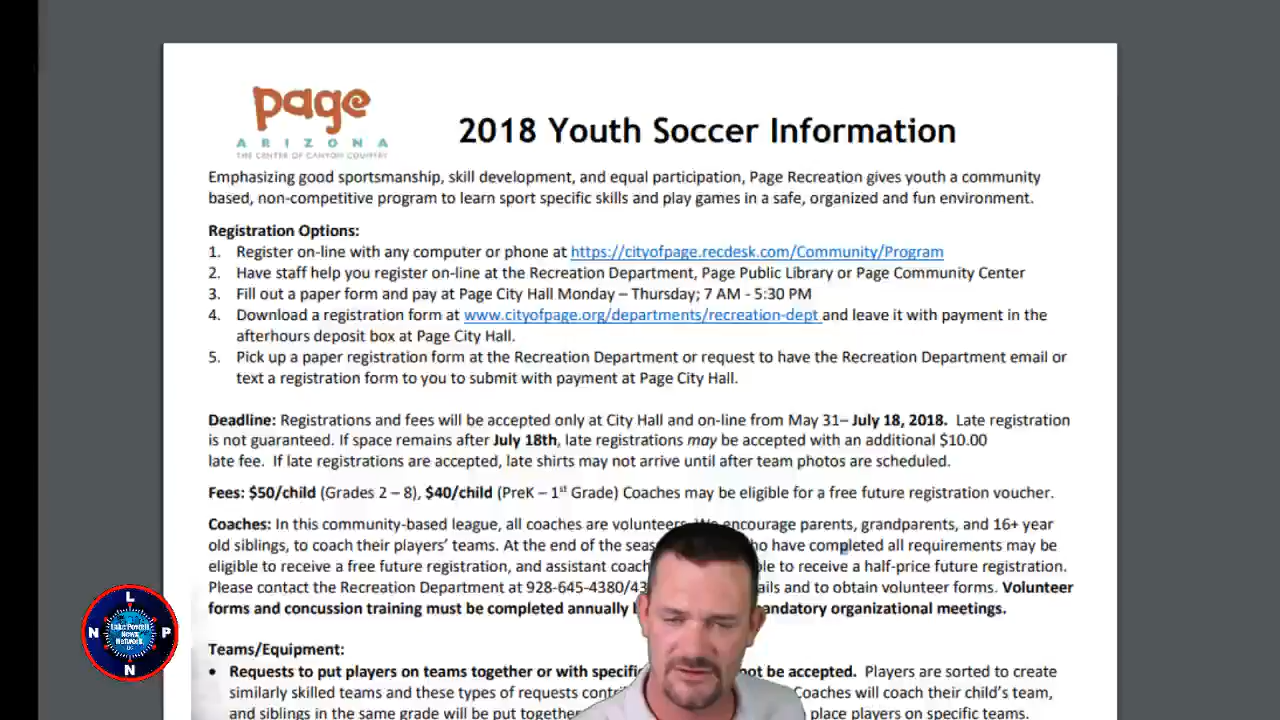 page
ARIZONA
THE CENTER OF CANYON COUNTRY
2018 Youth Soccer Information
Emphasizing good sportsmanship, skill development, and equal participation, Page Recreation gives youth a community
based, non-competitive program to learn sport specific skills and play games in a safe, organized and fun environment.
Registration Options:
1. Register on-line with any computer or phone at https://cityofpage.recdesk.com/Community/Program
2. Have staff help you register on-line at the Recreation Department, Page Public Library or Page Community Center
3. Fill out a paper form and pay at Page City Hall Monday – Thursday; 7 AM - 5:30 PM
4. Download a registration form at www.cityofpage.org/departments/recreation-dept and leave it with payment in the
afterhours deposit box at Page City Hall.
5. Pick up a paper registration form at the Recreation Department or request to have the Recreation Department email or
text a registration form to you to submit with payment at Page City Hall.
Deadline: Registrations and fees will be accepted only at City Hall and on-line from May 31– July 18, 2018. Late registration
is not guaranteed. If space remains after July 18th, late registrations may be accepted with an additional $10.00
late fee. If late registrations are accepted, late shirts may not arrive until after team photos are scheduled.
Fees: $50/child (Grades 2 – 8), $40/child (PreK – 1st Grade) Coaches may be eligible for a free future registration voucher.
Coaches: In this community-based league, all coaches are volunteers. We encourage parents, grandparents, and 16+ year
old siblings, to coach their players' teams. At the end of the have completed all requirements may be
eligible to receive a free future registration, and assistant to receive a half-price future registration.
Please contact the Recreation Department at 928-645-4380/ and to obtain volunteer forms. Volunteer
forms and concussion training must be completed annually organizational meetings.
Teams/Equipment:
• Requests to put players on teams together or with be accepted. Players are sorted to create
similarly skilled teams and these types of requests Coaches will coach their child's team,
and siblings in the same grade will be put place players on specific teams.
L
N P
N
Lake Powell
News
Network
LLC